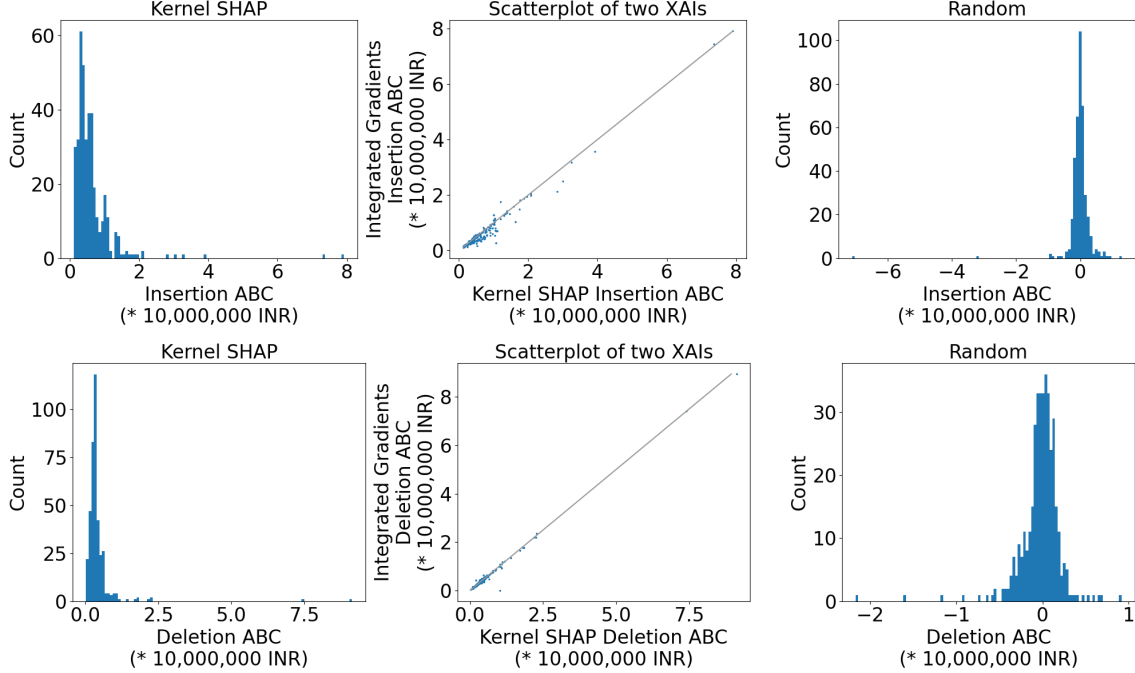 Kernel SHAP
60
40
20
0
Count
0 2 4 6 8
Insertion ABC
(* 10,000,000 INR)
Scatterplot of two XAIs
8
6
4
2
0
Integrated Gradients
Insertion ABC
(* 10,000,000 INR)
0 2 4 6 8
Kernel SHAP Insertion ABC
(* 10,000,000 INR)
Random
100
80
60
40
20
0
Count
−6 −4 −2 0
Insertion ABC
(* 10,000,000 INR)
Kernel SHAP
100
75
50
25
0
Count
0.0 2.5 5.0 7.5
Deletion ABC
(* 10,000,000 INR)
Scatterplot of two XAIs
8
6
4
2
0
Integrated Gradients
Deletion ABC
(* 10,000,000 INR)
0.0 2.5 5.0 7.5
Kernel SHAP Deletion ABC
(* 10,000,000 INR)
Random
30
20
10
0
Count
−2 −1 0 1
Deletion ABC
(* 10,000,000 INR)